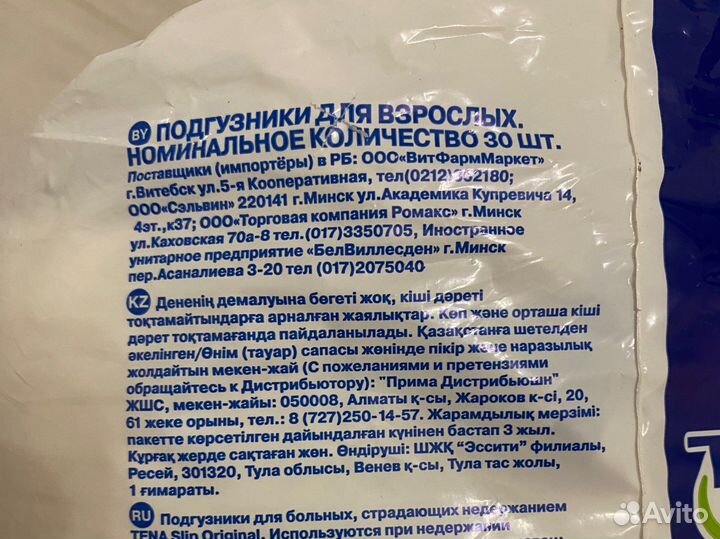 BY ПОДГУЗНИКИ ДЛЯ ВЗРОСЛЫХ.
НОМИНАЛЬНОЕ КОЛИЧЕСТВО 30 ШТ.
Поставщики (импортёры) в РБ: ООО«ВитФармМаркет»
г.Витебск ул.5-я Кооперативная, тел(0212)362180;
ООО«Сэльвин» 220141 г.Минск ул.Академика Купревича 14,
4эт.,к37; ООО«Торговая компания Ромакс» г.Минск
ул.Каховская 70а-8 тел.(017)3350705, Иностранное
унитарное предприятие «БелВиллесден» г.Минск
пер.Асаналиева 3-20 тел (017)2075040
KZ Дененің демалуына бөгеті жоқ, кіші дәреті
тоқтамайтындарға арналған жаялықтар. Көп және орташа кіші
дәрет тоқтамағанда пайдаланылады. Қазақстанға шетелден
әкелінген/Өнім (тауар) сапасы жөнінде пікір және наразылық
жолдайтын мекен-жай (С пожеланиями и претензиями
обращайтесь к Дистрибьютору): "Прима Дистрибьюшн"
ЖШС, мекен-жайы: 050008, Алматы қ-сы, Жароков к-сі, 20,
61 жеке орыны, тел.: 8 (727)250-14-57. Жарамдылық мерзімі:
пакетте көрсетілген дайындалған күнінен бастап 3 жыл.
Құрғақ жерде сақтаған жөн. Өндіруші: ШЖҚ "Эссити" филиалы,
Ресей, 301320, Тула облысы, Венев қ-сы, Тула тас жолы,
1 ғимараты.
RU Подгузники для больных, страдающих недержанием
TENA Slip Original. Используются при недержании
Avito